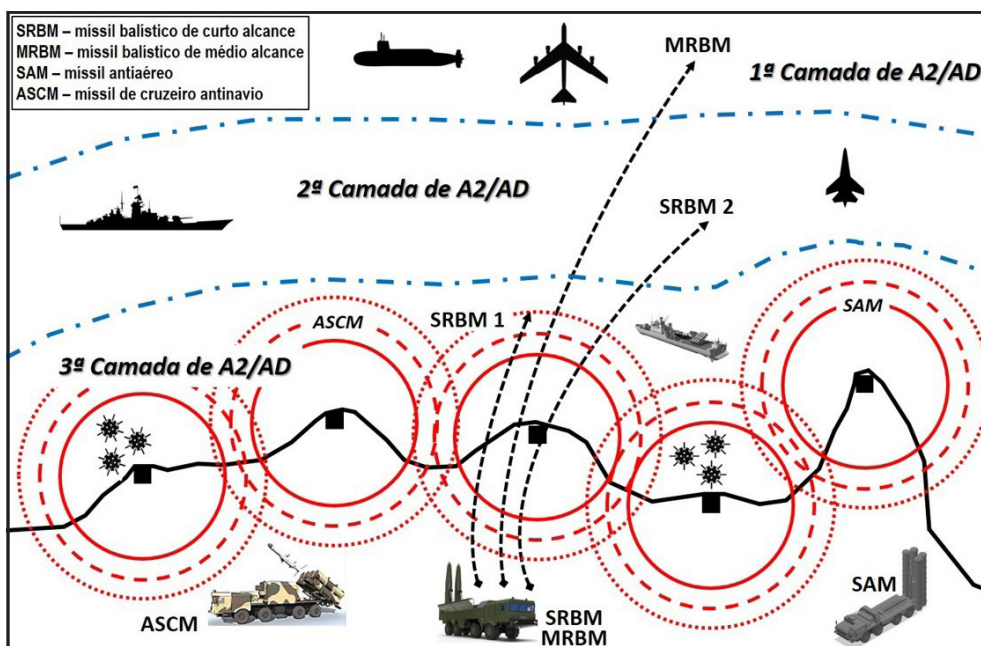 SRBM – míssil balístico de curto alcance
MRBM – míssil balístico de médio alcance
SAM – míssil antiaéreo
ASCM – míssil de cruzeiro antinavio
MRBM
1ª Camada de A2/AD
2ª Camada de A2/AD
SRBM 2
ASCM
SRBM 1
SAM
3ª Camada de A2/AD
ASCM
SRBM
MRBM
SAM